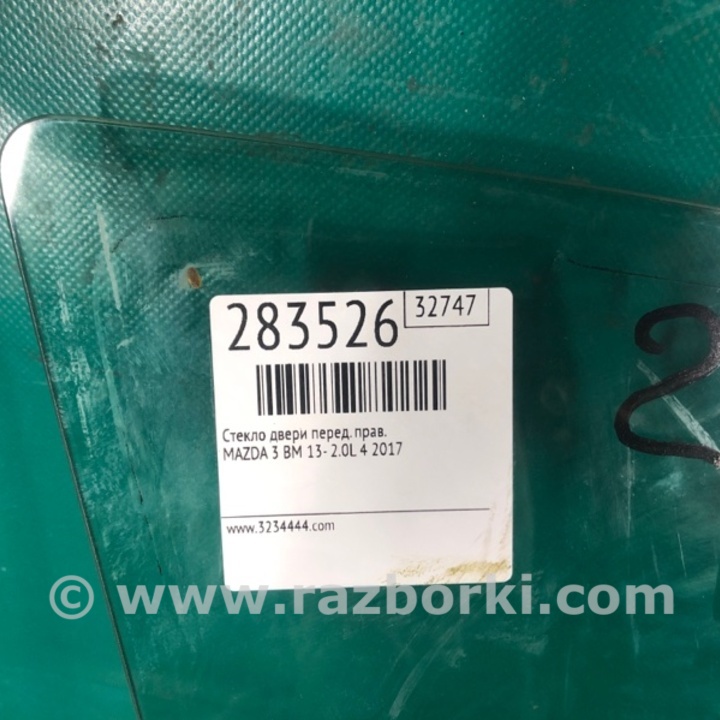 283526
32747
Стекло двери перед. прав.
MAZDA 3 BM 13- 2.0L 4 2017
www.3234444.com
2
© www.razborki.com